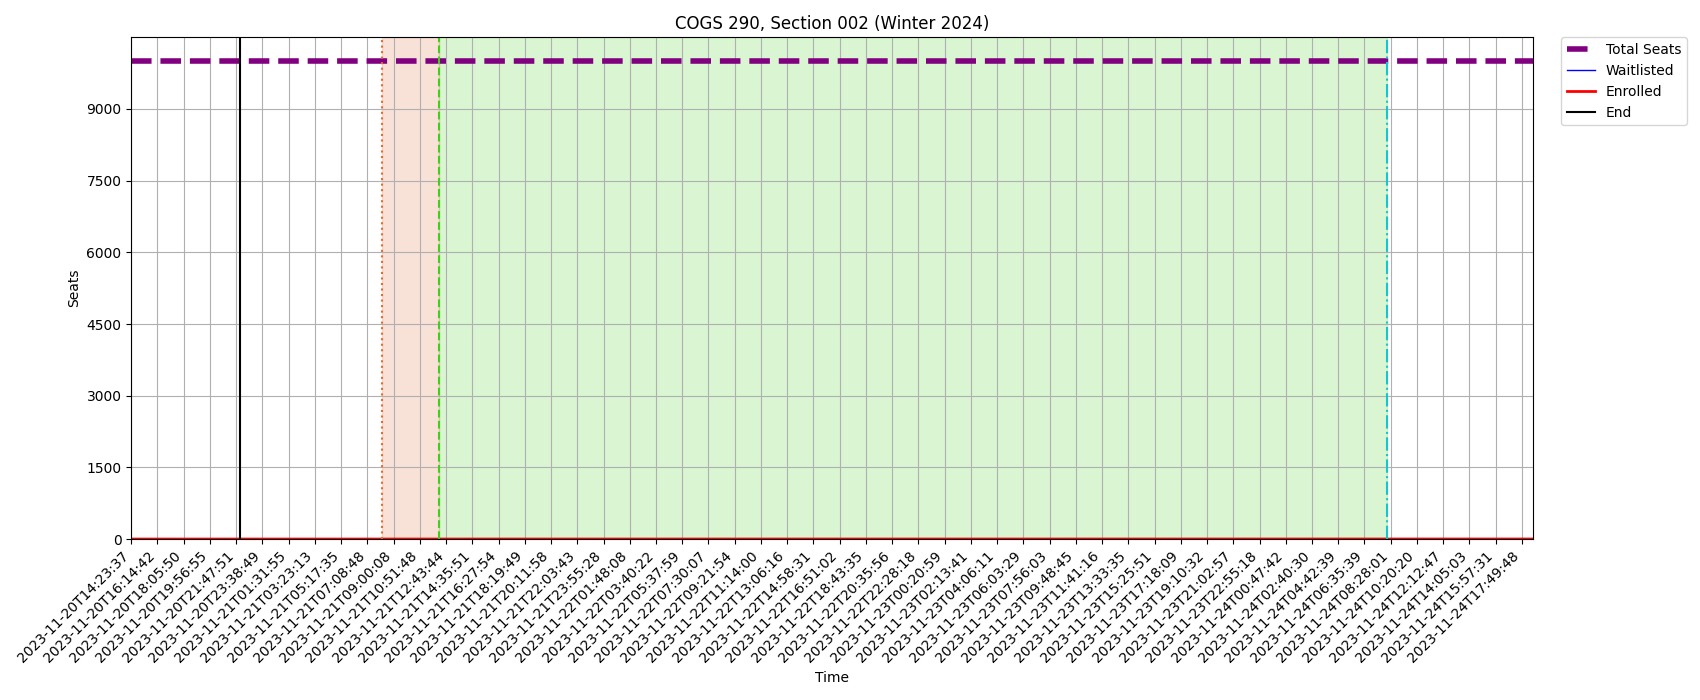 COGS 290, Section 002 (Winter 2024)
Total Seats
Waitlisted
Enrolled
End
Seats
9000
7500
6000
4500
3000
1500
0
2023-11-20T14:23:37
2023-11-20T16:14:42
2023-11-20T18:05:50
2023-11-20T19:56:55
2023-11-20T21:47:51
2023-11-20T23:38:49
2023-11-21T01:31:55
2023-11-21T03:23:13
2023-11-21T05:17:35
2023-11-21T07:08:48
2023-11-21T09:00:08
2023-11-21T10:51:48
2023-11-21T12:43:44
2023-11-21T14:35:51
2023-11-21T16:27:54
2023-11-21T18:19:49
2023-11-21T20:11:58
2023-11-21T22:03:43
2023-11-21T23:55:28
2023-11-22T01:48:08
2023-11-22T03:40:22
2023-11-22T05:37:59
2023-11-22T07:30:07
2023-11-22T09:21:54
2023-11-22T11:14:00
2023-11-22T13:06:16
2023-11-22T14:58:31
2023-11-22T16:51:02
2023-11-22T18:43:35
2023-11-22T20:35:56
2023-11-22T22:28:18
2023-11-23T00:20:59
2023-11-23T02:13:41
2023-11-23T04:06:11
2023-11-23T06:03:29
2023-11-23T07:56:03
2023-11-23T09:48:45
2023-11-23T11:41:16
2023-11-23T13:33:35
2023-11-23T15:25:51
2023-11-23T17:18:09
2023-11-23T19:10:32
2023-11-23T21:02:57
2023-11-23T22:55:18
2023-11-24T00:47:42
2023-11-24T02:40:30
2023-11-24T04:42:39
2023-11-24T06:35:39
2023-11-24T08:28:01
2023-11-24T10:20:20
2023-11-24T12:12:47
2023-11-24T14:05:03
2023-11-24T15:57:31
2023-11-24T17:49:48
Time